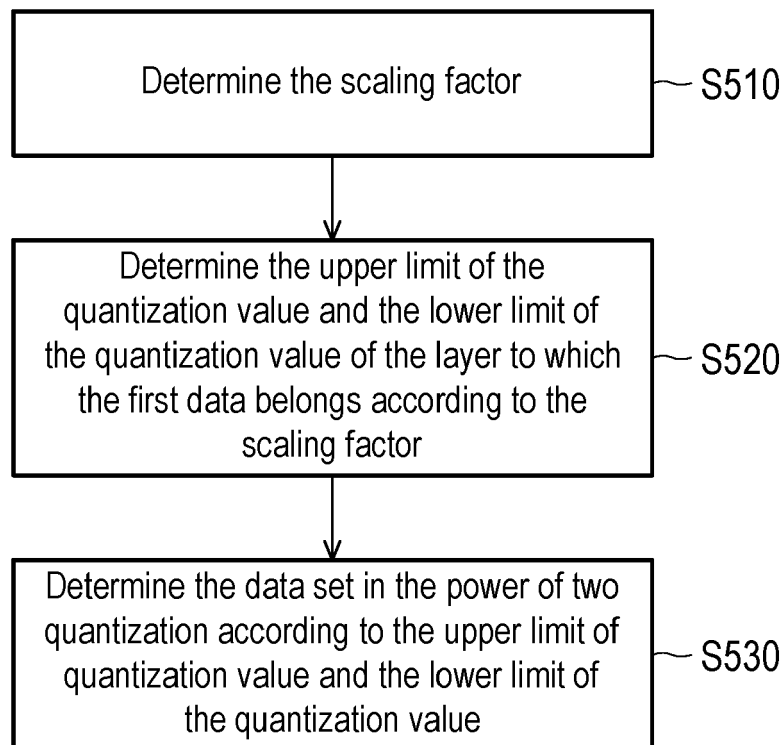 Determine the scaling factor
S510
Determine the upper limit of the
quantization value and the lower limit of
the quantization value of the layer to which
the first data belongs according to the
scaling factor
S520
Determine the data set in the power of two
quantization according to the upper limit of
quantization value and the lower limit of
the quantization value
S530